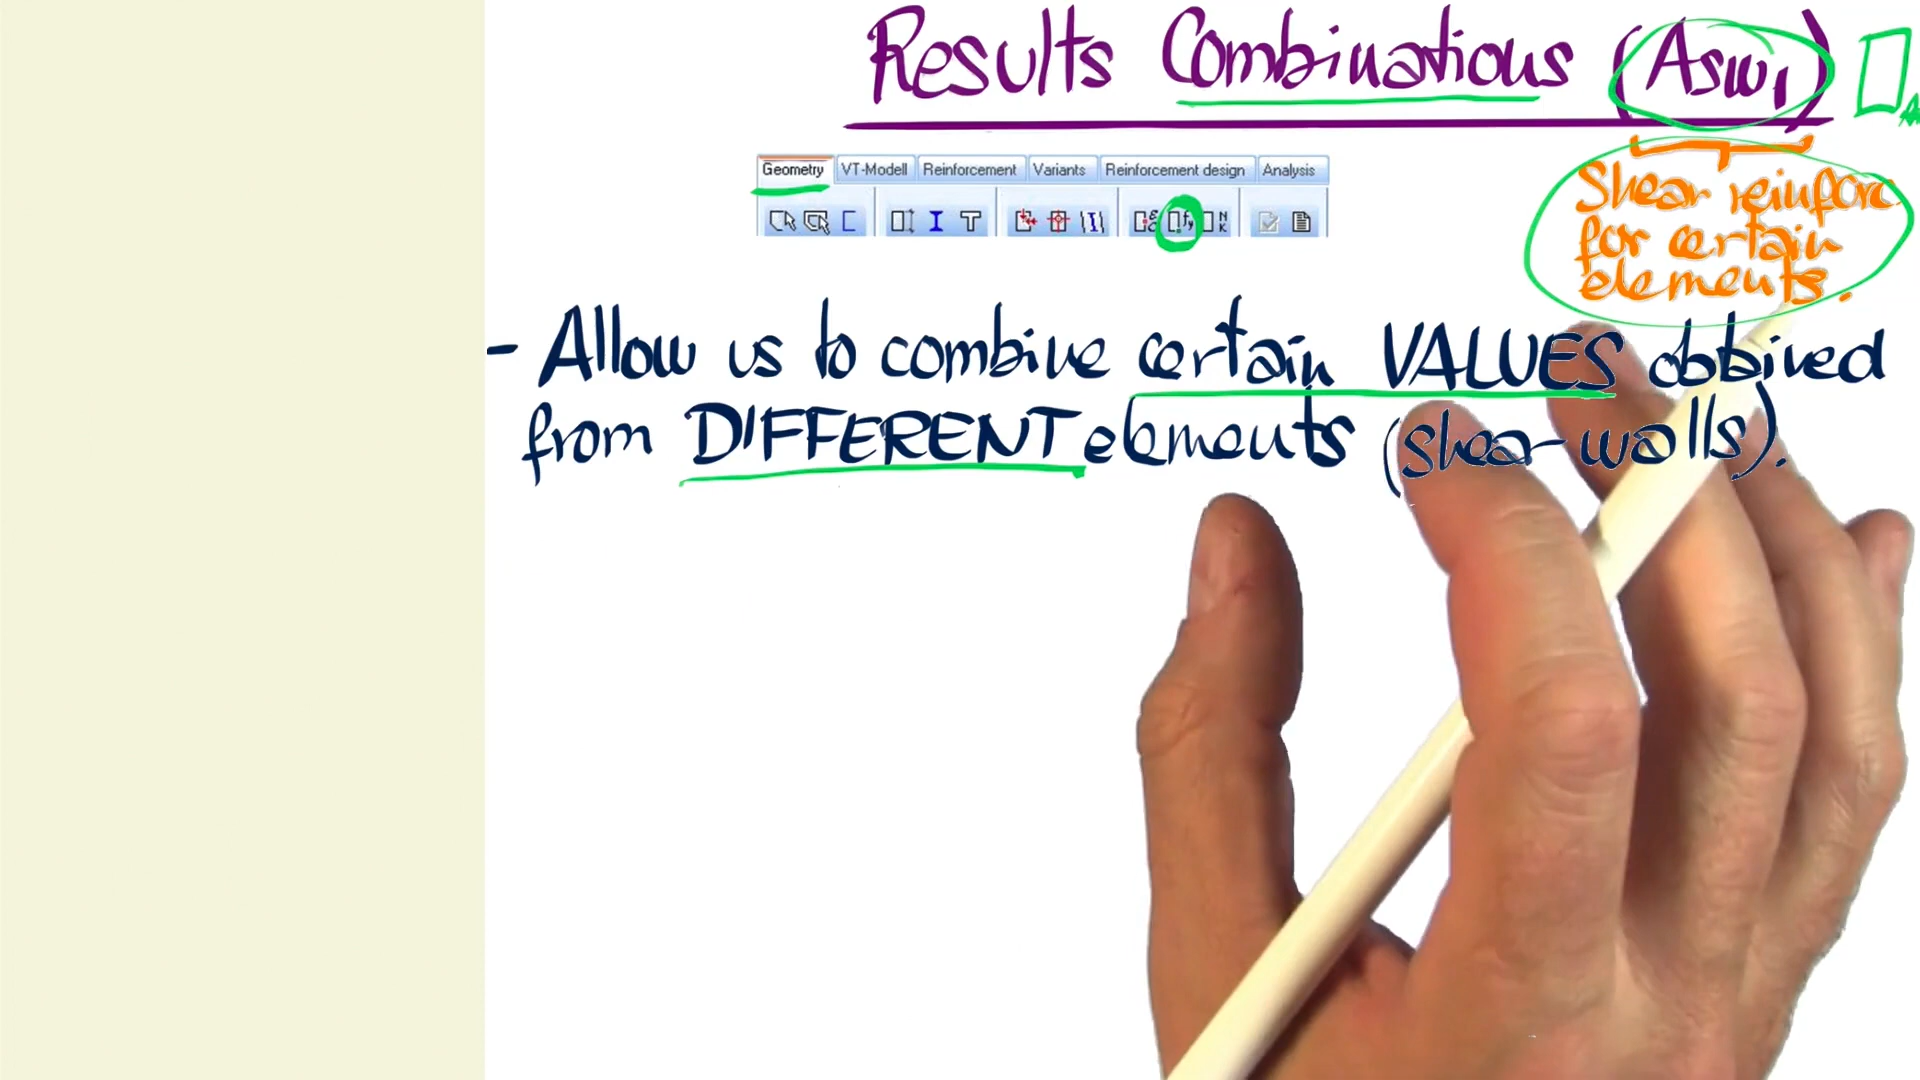 Results Combinations (Asw,)
Geometry VT-Modell Reinforcement Variants Reinforcement design Analysis
Shear reinforc
for certain
elements.
- Allow us to combine certain VALUES obtained
from DIFFERENT elements (shear-walls).